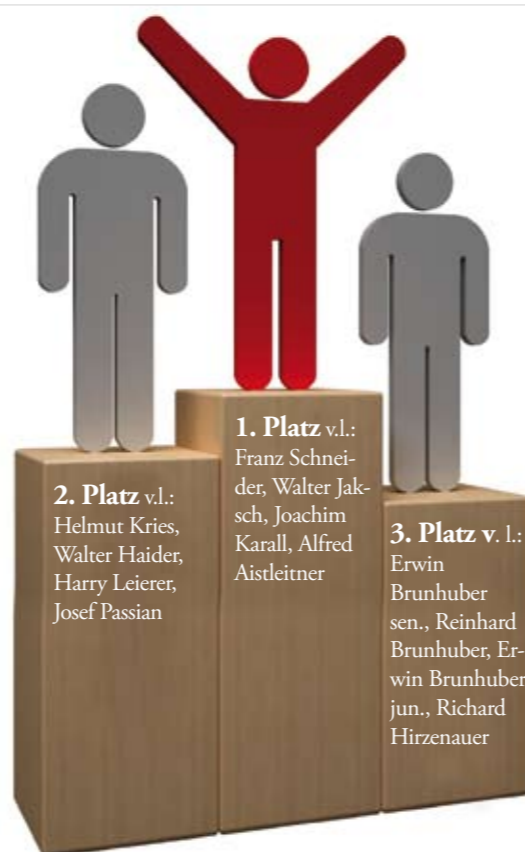 1. Platz v.l.:
Franz Schnei-
der, Walter Jak-
sch, Joachim
Karall, Alfred
Aistleitner
2. Platz v.l.:
Helmut Kries,
Walter Haider,
Harry Leierer,
Josef Passian
3. Platz v. l.:
Erwin
Brunhuber
sen., Reinhard
Brunhuber, Er-
win Brunhuber
jun., Richard
Hirzenauer